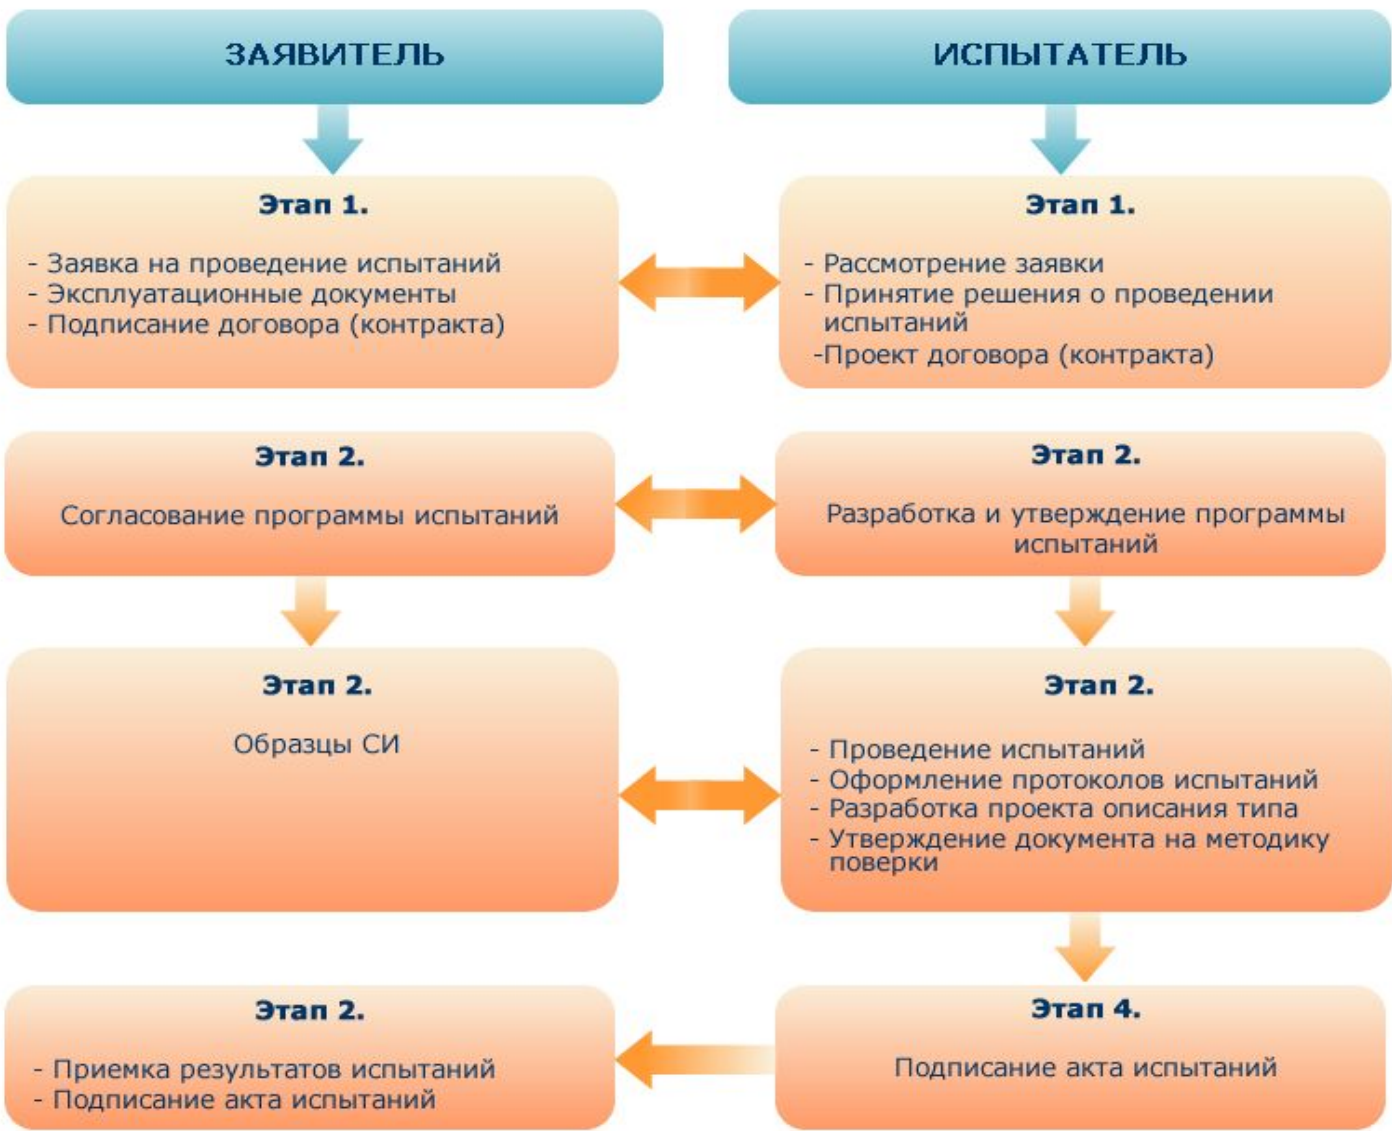 ЗАЯВИТЕЛЬ
ИСПЫТАТЕЛЬ
Этап 1.
- Заявка на проведение испытаний
- Эксплуатационные документы
- Подписание договора (контракта)
Этап 1.
- Рассмотрение заявки
- Принятие решения о проведении
испытаний
-Проект договора (контракта)
Этап 2.
Согласование программы испытаний
Этап 2.
Разработка и утверждение программы
испытаний
Этап 2.
Образцы СИ
Этап 2.
- Проведение испытаний
- Оформление протоколов испытаний
- Разработка проекта описания типа
- Утверждение документа на методику
поверки
Этап 2.
- Приемка результатов испытаний
- Подписание акта испытаний
Этап 4.
Подписание акта испытаний